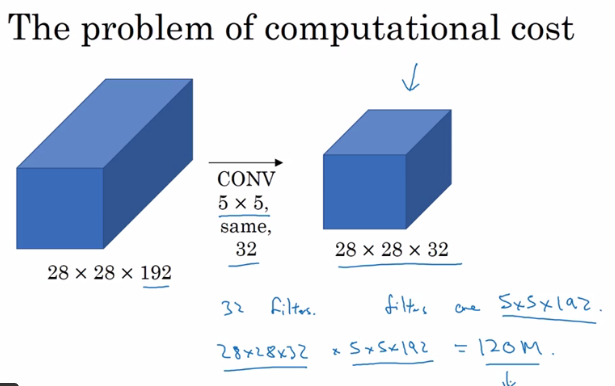 The problem of computational cost
CONV
5 × 5,
same,
32
28 × 28 × 192
28 × 28 × 32
32 filters. filters are 5×5×192.
28×28×32 × 5×5×192 = 120M.